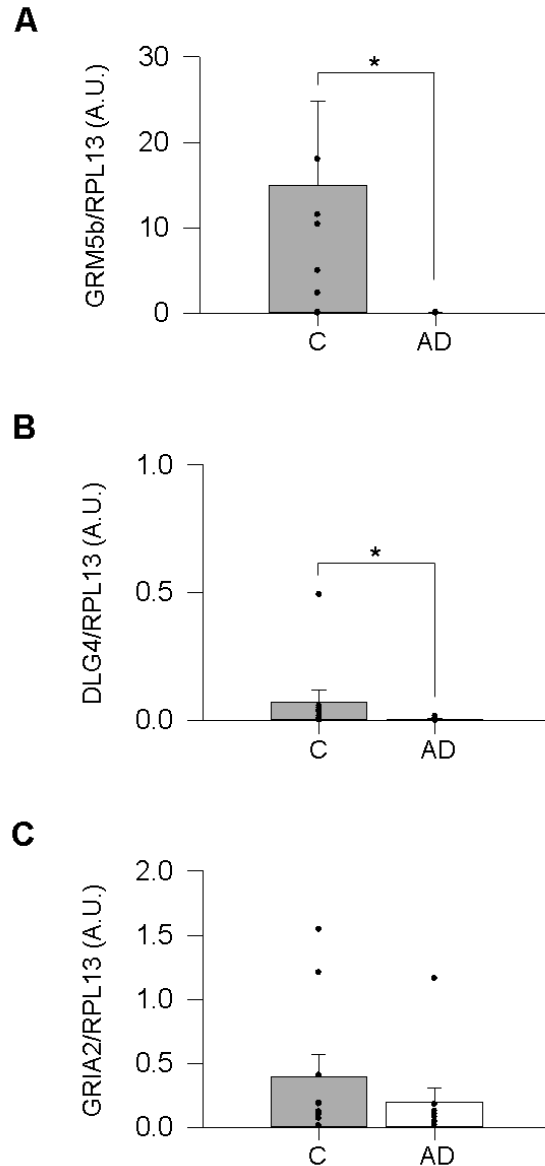 A
GRM5b/RPL13 (A.U.)
30
20
10
0
*
C
AD
B
DLG4/RPL13 (A.U.)
1.0
0.5
0.0
*
C
AD
C
GRIA2/RPL13 (A.U.)
2.0
1.5
1.0
0.5
0.0
C
AD